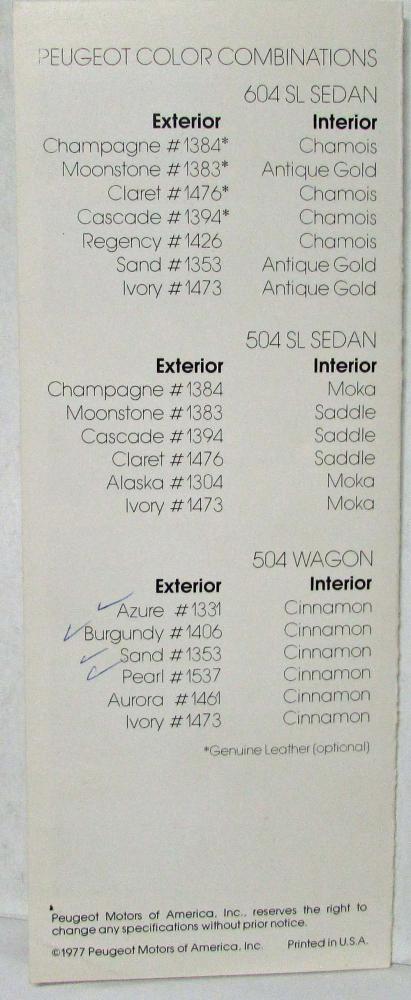 PEUGEOT COLOR COMBINATIONS
604 SL SEDAN
Exterior Interior
Champagne #1384* Chamois
Moonstone #1383* Antique Gold
Claret #1476* Chamois
Cascade #1394* Chamois
Regency #1426 Chamois
Sand #1353 Antique Gold
Ivory #1473 Antique Gold
504 SL SEDAN
Exterior Interior
Champagne #1384 Moka
Moonstone #1383 Saddle
Cascade #1394 Saddle
Claret #1476 Saddle
Alaska #1304 Moka
Ivory #1473 Moka
504 WAGON
Exterior Interior
Azure #1331 Cinnamon
Burgundy #1406 Cinnamon
Sand #1353 Cinnamon
Pearl #1537 Cinnamon
Aurora #1461 Cinnamon
Ivory #1473 Cinnamon
*Genuine Leather (optional)
Peugeot Motors of America, Inc., reserves the right to
change any specifications without prior notice.
©1977 Peugeot Motors of America, Inc. Printed in U.S.A.